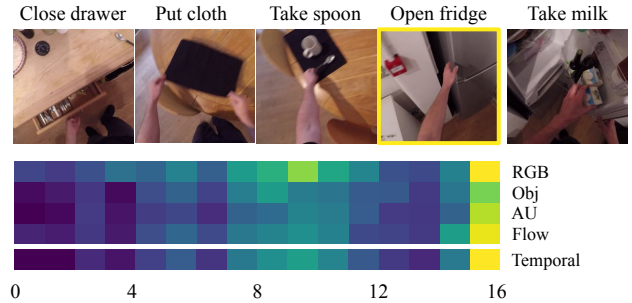 Close drawer Put cloth Take spoon Open fridge Take milk
RGB
Obj
AU
Flow
Temporal
0 4 8 12 16